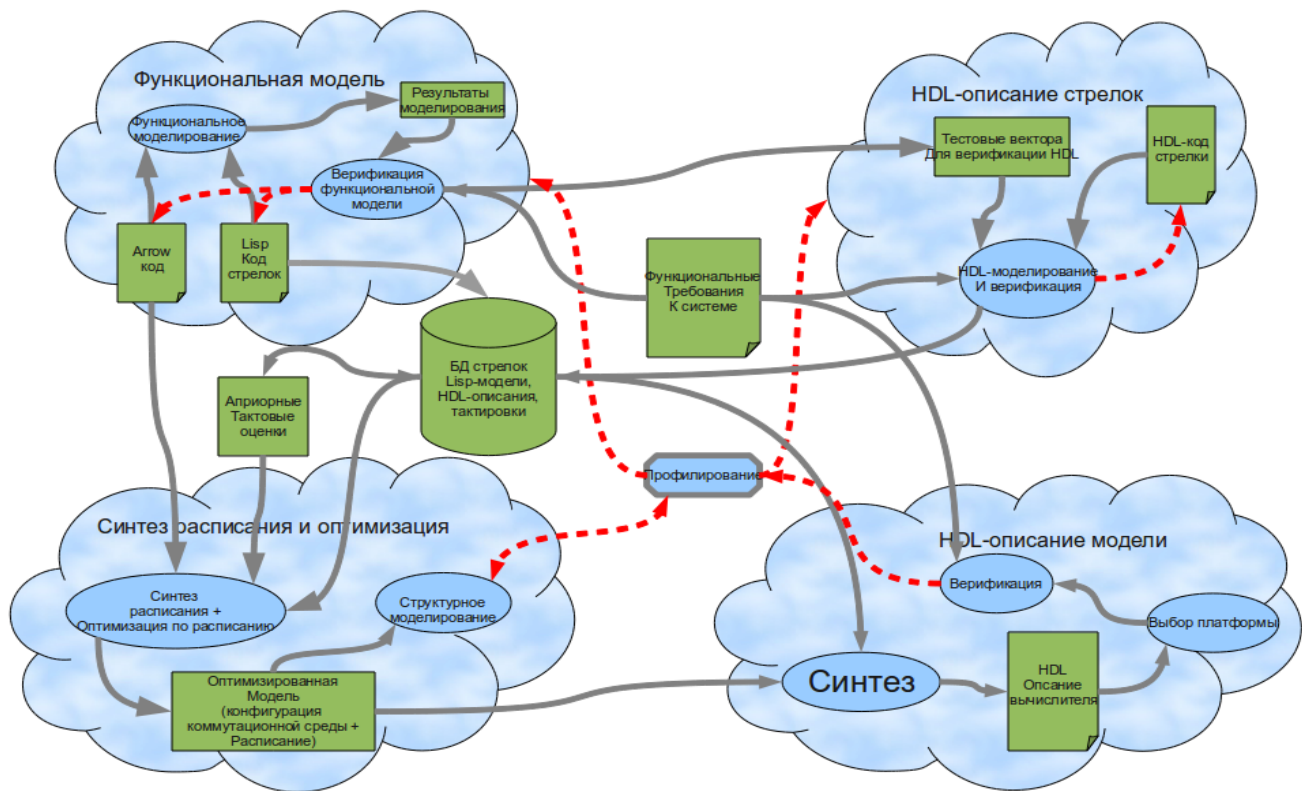 Функциональная модель
Результаты
моделирования
Функциональное
моделирование
Верификация
функциональной
модели
Arrow
код
Lisp
Код
стрелок
HDL-описание стрелок
Тестовые вектора
Для верификации HDL
HDL-код
стрелки
HDL-моделирование
И верификация
Функциональные
Требования
К системе
БД стрелок
Lisp-модели,
HDL-описания,
тактировки
Априорные
Тактовые
оценки
Профилирование
Синтез расписания и оптимизация
Синтез
расписания +
Оптимизация по расписанию
Структурное
моделирование
Оптимизированная
Модель
(конфигурация
коммутационной среды +
Расписание)
HDL-описание модели
Верификация
Выбор платформы
Синтез
HDL
Опсание
вычислителя